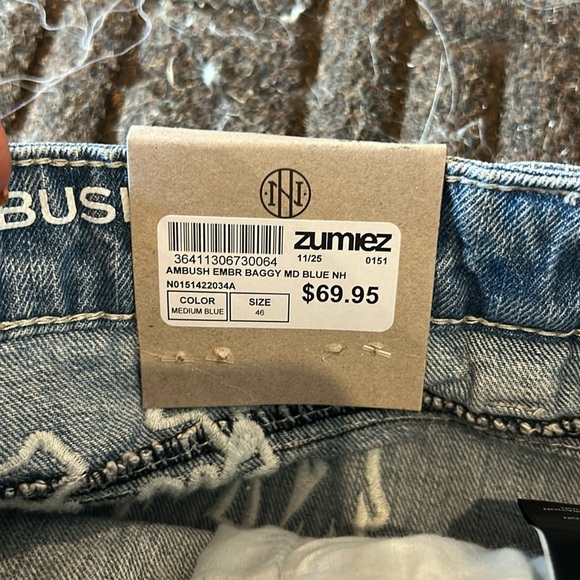 BUSH
INI
zumiez
36411306730064
11/25 0151
AMBUSH EMBR BAGGY MD BLUE NH
N0151422034A
COLOR
MEDIUM BLUE
SIZE
46
$69.95